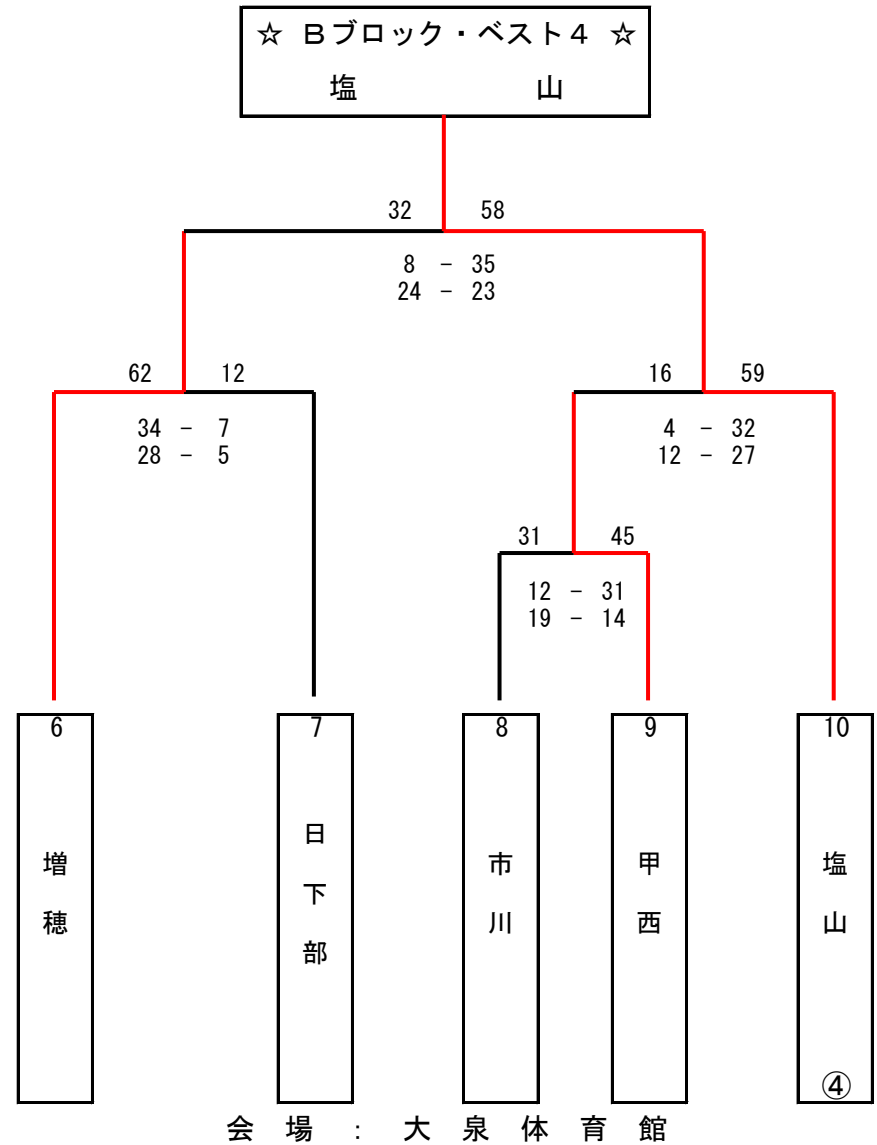 ☆ Bブロック・ベスト4 ☆
塩 山
32 58
8 - 35
24 - 23
62 12 16 59
34 - 7 4 - 32
28 - 5 12 - 27
31 45
12 - 31
19 - 14
6 7 8 9 10
増穂 日下部 市川 甲西 塩山
④
会 場 : 大 泉 体 育 館